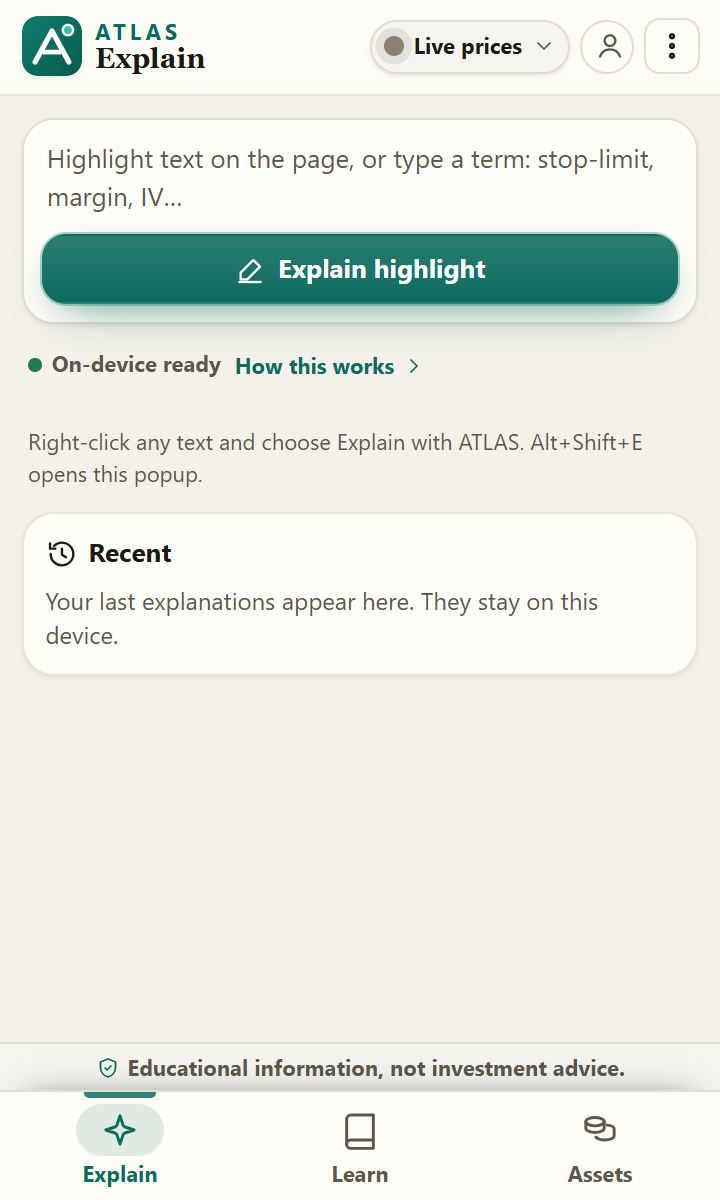 ATLAS
Explain
Live prices
Highlight text on the page, or type a term: stop-limit,
margin, IV...
Explain highlight
On-device ready How this works
Right-click any text and choose Explain with ATLAS. Alt+Shift+E
opens this popup.
Recent
Your last explanations appear here. They stay on this
device.
Educational information, not investment advice.
Explain
Learn
Assets